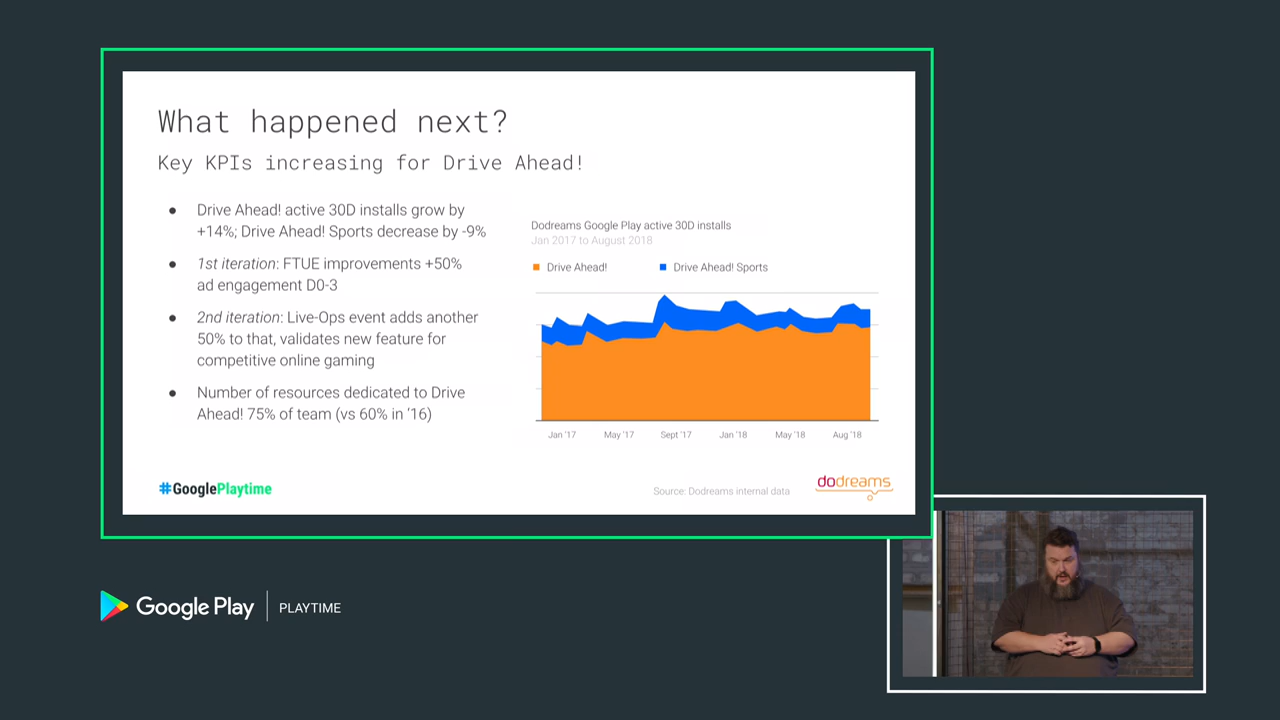 What happened next?
Key KPIs increasing for Drive Ahead!
● Drive Ahead! active 30D installs grow by
+14%; Drive Ahead! Sports decrease by -9%
● 1st iteration: FTUE improvements +50%
ad engagement D0-3
● 2nd iteration: Live-Ops event adds another
50% to that, validates new feature for
competitive online gaming
● Number of resources dedicated to Drive
Ahead! 75% of team (vs 60% in ‘16)
Dodreams Google Play active 30D installs
Jan 2017 to August 2018
Drive Ahead! Drive Ahead! Sports
Jan ‘17 May ‘17 Sept ‘17 Jan ‘18 May ‘18 Aug ‘18
#GooglePlaytime
Source: Dodreams internal data
dodreams
Google Play | PLAYTIME